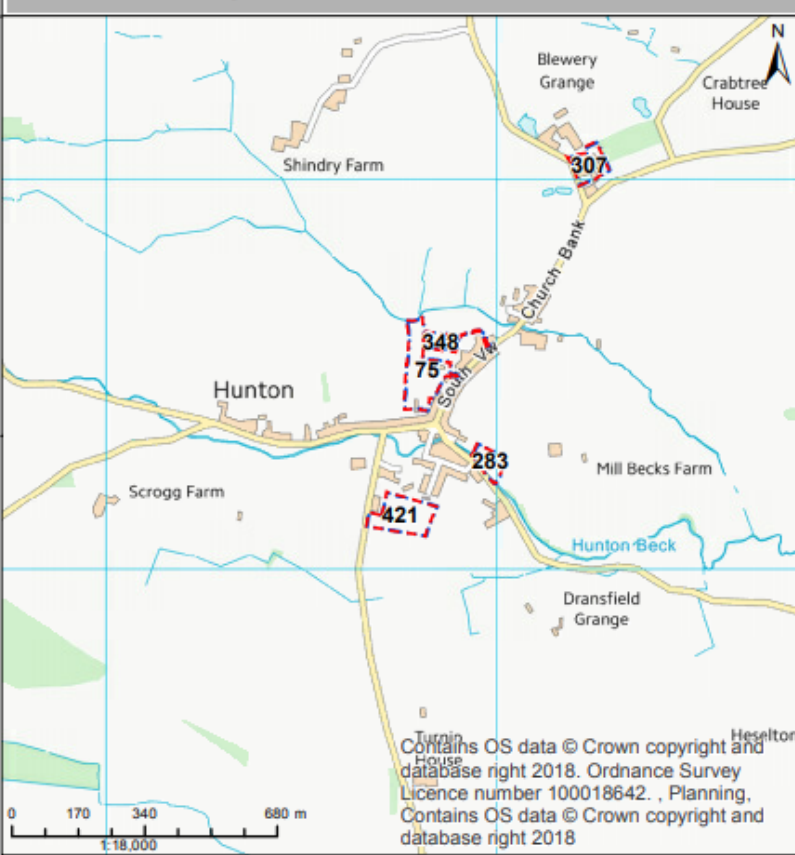 N
Blewery
Grange
Crabtree
House
Shindry Farm
307
Church Bank
348
75
South Vw
Hunton
283
Mill Becks Farm
Scrogg Farm
421
Hunton Beck
Dransfield
Grange
Turnip
House
Heselton
Contains OS data © Crown copyright and
database right 2018. Ordnance Survey
Licence number 100018642. , Planning,
Contains OS data © Crown copyright and
database right 2018
0 170 340 680 m
1:18,000